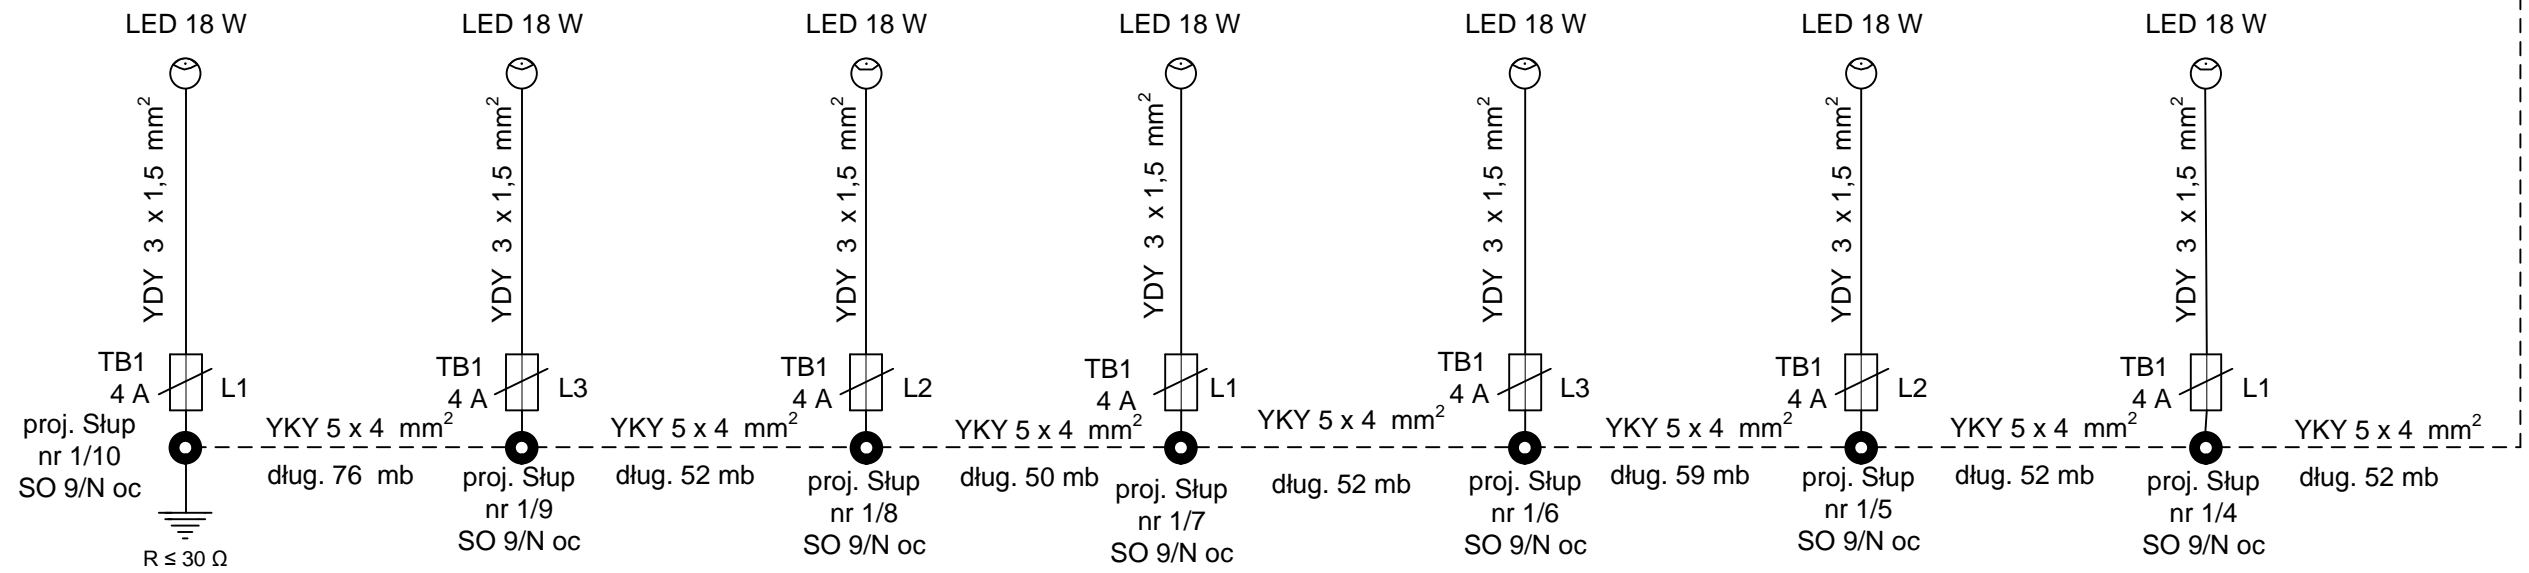 LED 18 W
LED 18 W
LED 18 W
LED 18 W
LED 18 W
LED 18 W
LED 18 W
YDY 3 x 1,5 mm²
YDY 3 x 1,5 mm²
YDY 3 x 1,5 mm²
YDY 3 x 1,5 mm²
YDY 3 x 1,5 mm²
YDY 3 x 1,5 mm²
YDY 3 x 1,5 mm²
TB1
4 A
L1
TB1
4 A
L3
TB1
4 A
L2
TB1
4 A
L1
TB1
4 A
L3
TB1
4 A
L2
TB1
4 A
L1
YKY 5 x 4 mm²
YKY 5 x 4 mm²
YKY 5 x 4 mm²
YKY 5 x 4 mm²
YKY 5 x 4 mm²
YKY 5 x 4 mm²
YKY 5 x 4 mm²
dług. 76 mb
dług. 52 mb
dług. 50 mb
dług. 52 mb
dług. 59 mb
dług. 52 mb
dług. 52 mb
proj. Słup
nr 1/10
SO 9/N oc
proj. Słup
nr 1/9
SO 9/N oc
proj. Słup
nr 1/8
SO 9/N oc
proj. Słup
nr 1/7
SO 9/N oc
proj. Słup
nr 1/6
SO 9/N oc
proj. Słup
nr 1/5
SO 9/N oc
proj. Słup
nr 1/4
SO 9/N oc
R ≤ 30 Ω